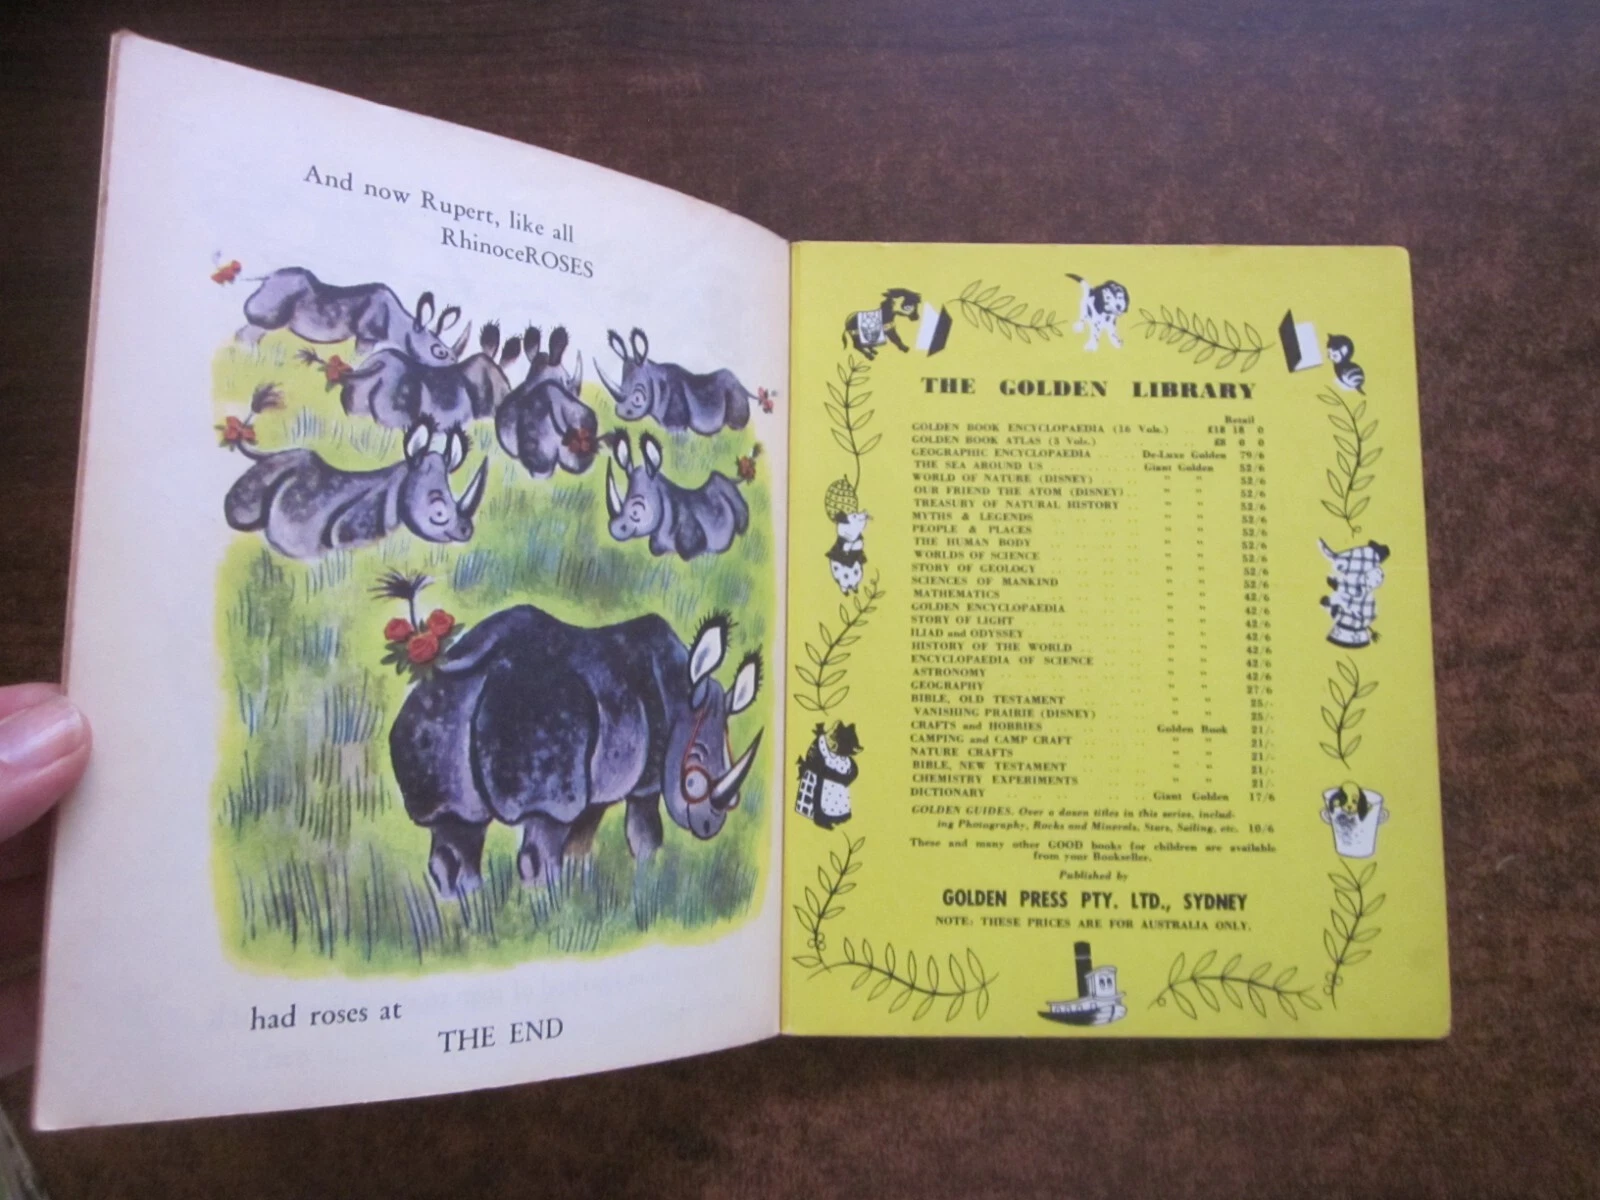 And now Rupert, like all
RhinoceROSES
had roses at
THE END
THE GOLDEN LIBRARY
Retail
GOLDEN BOOK ENCYCLOPAEDIA (16 Vols.) .. £18 18 0
GOLDEN BOOK ATLAS (3 Vols.) .. .. .. £8 0 0
GEOGRAPHIC ENCYCLOPAEDIA .. .. De-Luxe Golden 79/6
THE SEA AROUND US .. .. .. .. Giant Golden 52/6
WORLD OF NATURE (DISNEY) .. .. " " 52/6
OUR FRIEND THE ATOM (DISNEY) .. " " 52/6
TREASURY OF NATURAL HISTORY .. " " 52/6
MYTHS & LEGENDS .. .. .. .. " " 52/6
PEOPLE & PLACES .. .. .. .. " " 52/6
THE HUMAN BODY .. .. .. .. " " 52/6
WORLDS OF SCIENCE .. .. .. .. " " 52/6
STORY OF GEOLOGY .. .. .. .. " " 52/6
SCIENCES OF MANKIND .. .. .. " " 52/6
MATHEMATICS .. .. .. .. " " 42/6
GOLDEN ENCYCLOPAEDIA .. .. .. " " 42/6
STORY OF LIGHT .. .. .. .. " " 42/6
ILIAD and ODYSSEY .. .. .. .. " " 42/6
HISTORY OF THE WORLD .. .. .. " " 42/6
ENCYCLOPAEDIA OF SCIENCE .. .. " " 42/6
ASTRONOMY .. .. .. .. " " 42/6
GEOGRAPHY .. .. .. .. " " 27/6
BIBLE, OLD TESTAMENT .. .. .. " " 25/-
VANISHING PRAIRIE (DISNEY) .. .. " " 25/-
CRAFTS and HOBBIES .. .. .. Golden Book 21/-
CAMPING and CAMP CRAFT .. .. " " 21/-
NATURE CRAFTS .. .. .. " " 21/-
BIBLE, NEW TESTAMENT .. .. .. " " 21/-
CHEMISTRY EXPERIMENTS .. .. " " 21/-
DICTIONARY .. .. .. .. Giant Golden 17/6
GOLDEN GUIDES. Over a dozen titles in this series, includ-
ing Photography, Rocks and Minerals, Stars, Sailing, etc. 10/6
These and many other GOOD books for children are available
from your Bookseller.
Published by
GOLDEN PRESS PTY. LTD., SYDNEY
NOTE: THESE PRICES ARE FOR AUSTRALIA ONLY.